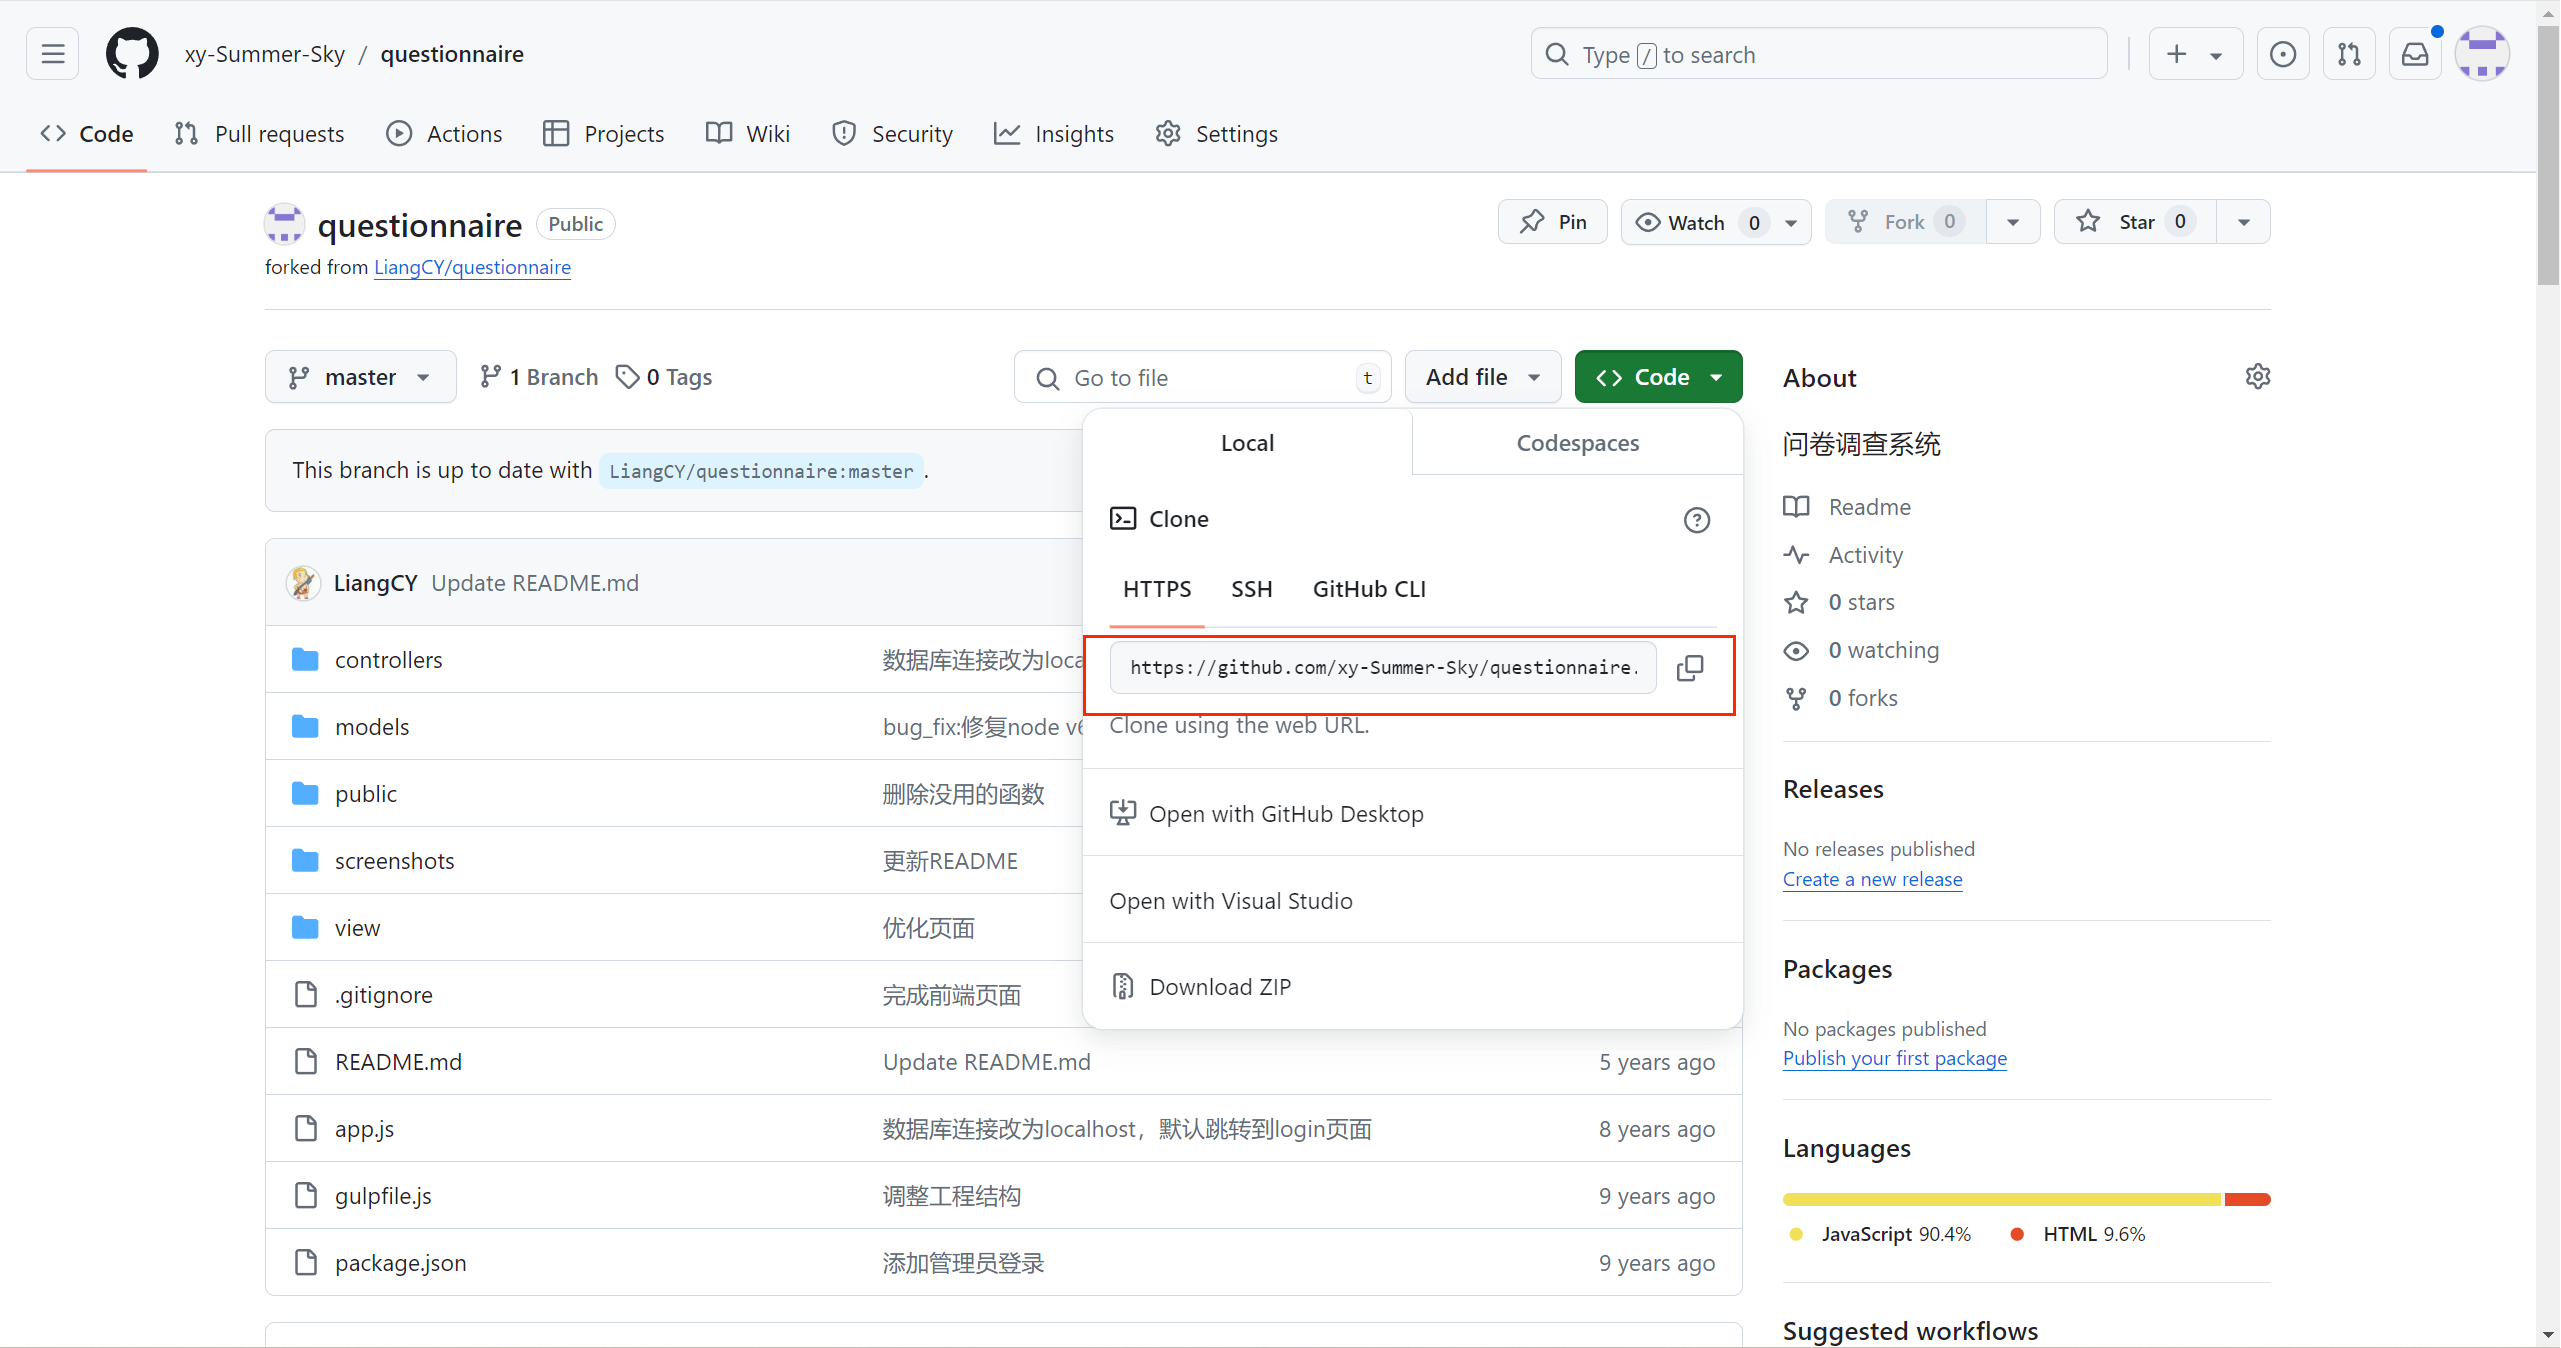 xy-Summer-Sky / questionnaire
Type / to search
Code Pull requests Actions Projects Wiki Security Insights Settings
questionnaire Public
Pin Watch 0 Fork 0 Star 0
forked from LiangCY/questionnaire
master 1 Branch 0 Tags Go to file t Add file Code
This branch is up to date with LiangCY/questionnaire:master .
LiangCY Update README.md
controllers 数据库连接改为loca
models bug_fix:修复node v6
public 删除没用的函数
screenshots 更新README
view 优化页面
.gitignore 完成前端页面
README.md Update README.md 5 years ago
app.js 数据库连接改为localhost，默认跳转到login页面 8 years ago
gulpfile.js 调整工程结构 9 years ago
package.json 添加管理员登录 9 years ago
Local Codespaces
Clone
HTTPS SSH GitHub CLI
https://github.com/xy-Summer-Sky/questionnaire.
Clone using the web URL.
Open with GitHub Desktop
Open with Visual Studio
Download ZIP
About
问卷调查系统
Readme
Activity
0 stars
0 watching
0 forks
Releases
No releases published
Create a new release
Packages
No packages published
Publish your first package
Languages
JavaScript 90.4% HTML 9.6%
Suggested workflows